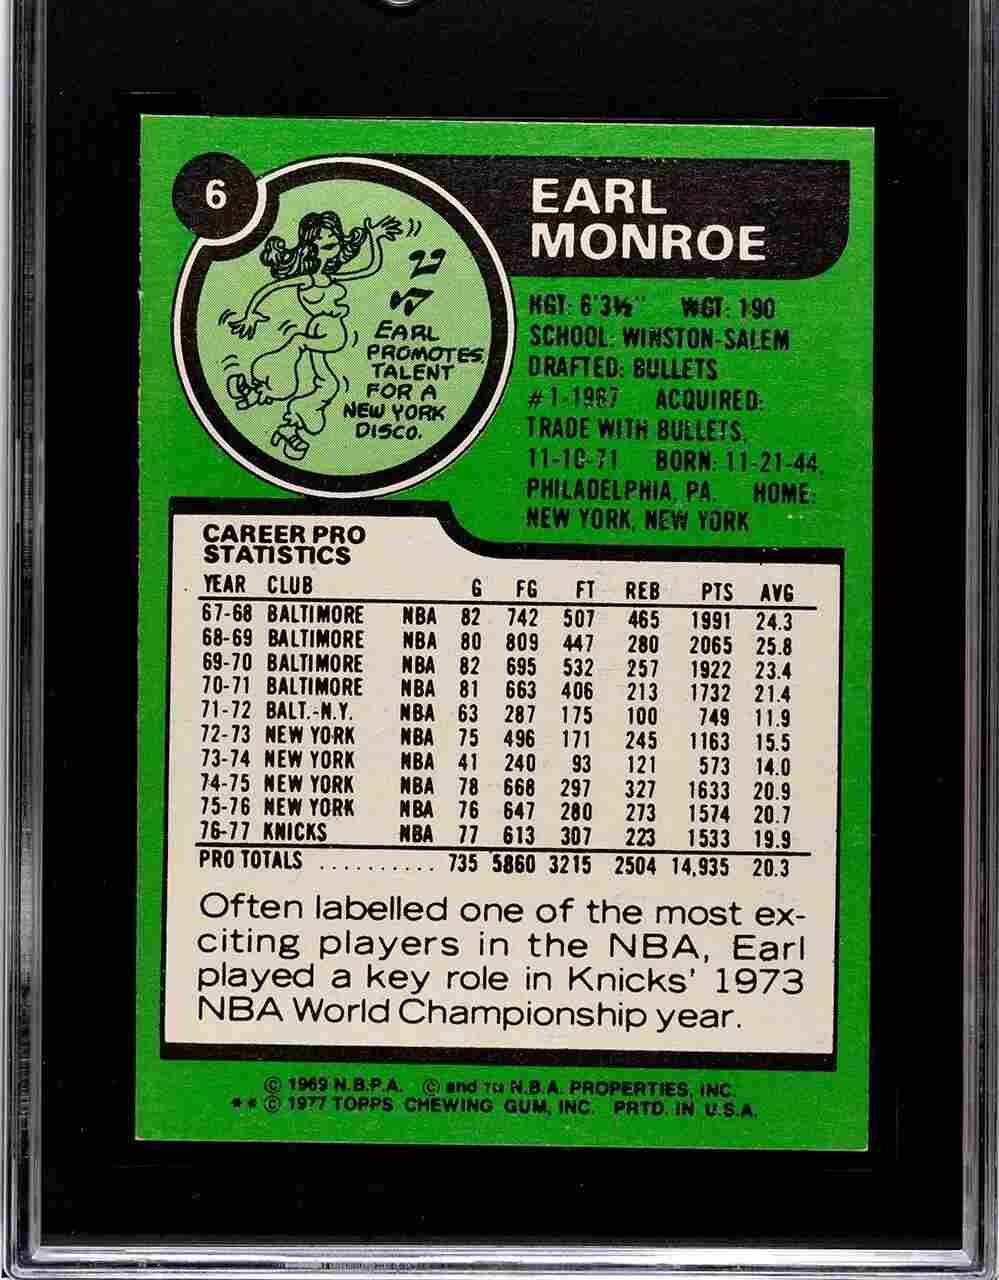 6
EARL
MONROE
EARL
PROMOTES
TALENT
FOR A
NEW YORK
DISCO.
HGT: 6'3½" WGT: 190
SCHOOL: WINSTON-SALEM
DRAFTED: BULLETS
#1-1967 ACQUIRED:
TRADE WITH BULLETS,
11-10-71 BORN: 11-21-44,
PHILADELPHIA, PA. HOME:
NEW YORK, NEW YORK
CAREER PRO
STATISTICS
YEAR CLUB G FG FT REB PTS AVG
67-68 BALTIMORE NBA 82 742 507 465 1991 24.3
68-69 BALTIMORE NBA 80 809 447 280 2065 25.8
69-70 BALTIMORE NBA 82 695 532 257 1922 23.4
70-71 BALTIMORE NBA 81 663 406 213 1732 21.4
71-72 BALT.-N.Y. NBA 63 287 175 100 749 11.9
72-73 NEW YORK NBA 75 496 171 245 1163 15.5
73-74 NEW YORK NBA 41 240 93 121 573 14.0
74-75 NEW YORK NBA 78 668 297 327 1633 20.9
75-76 NEW YORK NBA 76 647 280 273 1574 20.7
76-77 KNICKS NBA 77 613 307 223 1533 19.9
PRO TOTALS .......... 735 5860 3215 2504 14,935 20.3
Often labelled one of the most ex-
citing players in the NBA, Earl
played a key role in Knicks' 1973
NBA World Championship year.
© 1969 N.B.P.A. © and TM N.B.A. PROPERTIES, INC.
** © 1977 TOPPS CHEWING GUM, INC. PRTD. IN U.S.A.